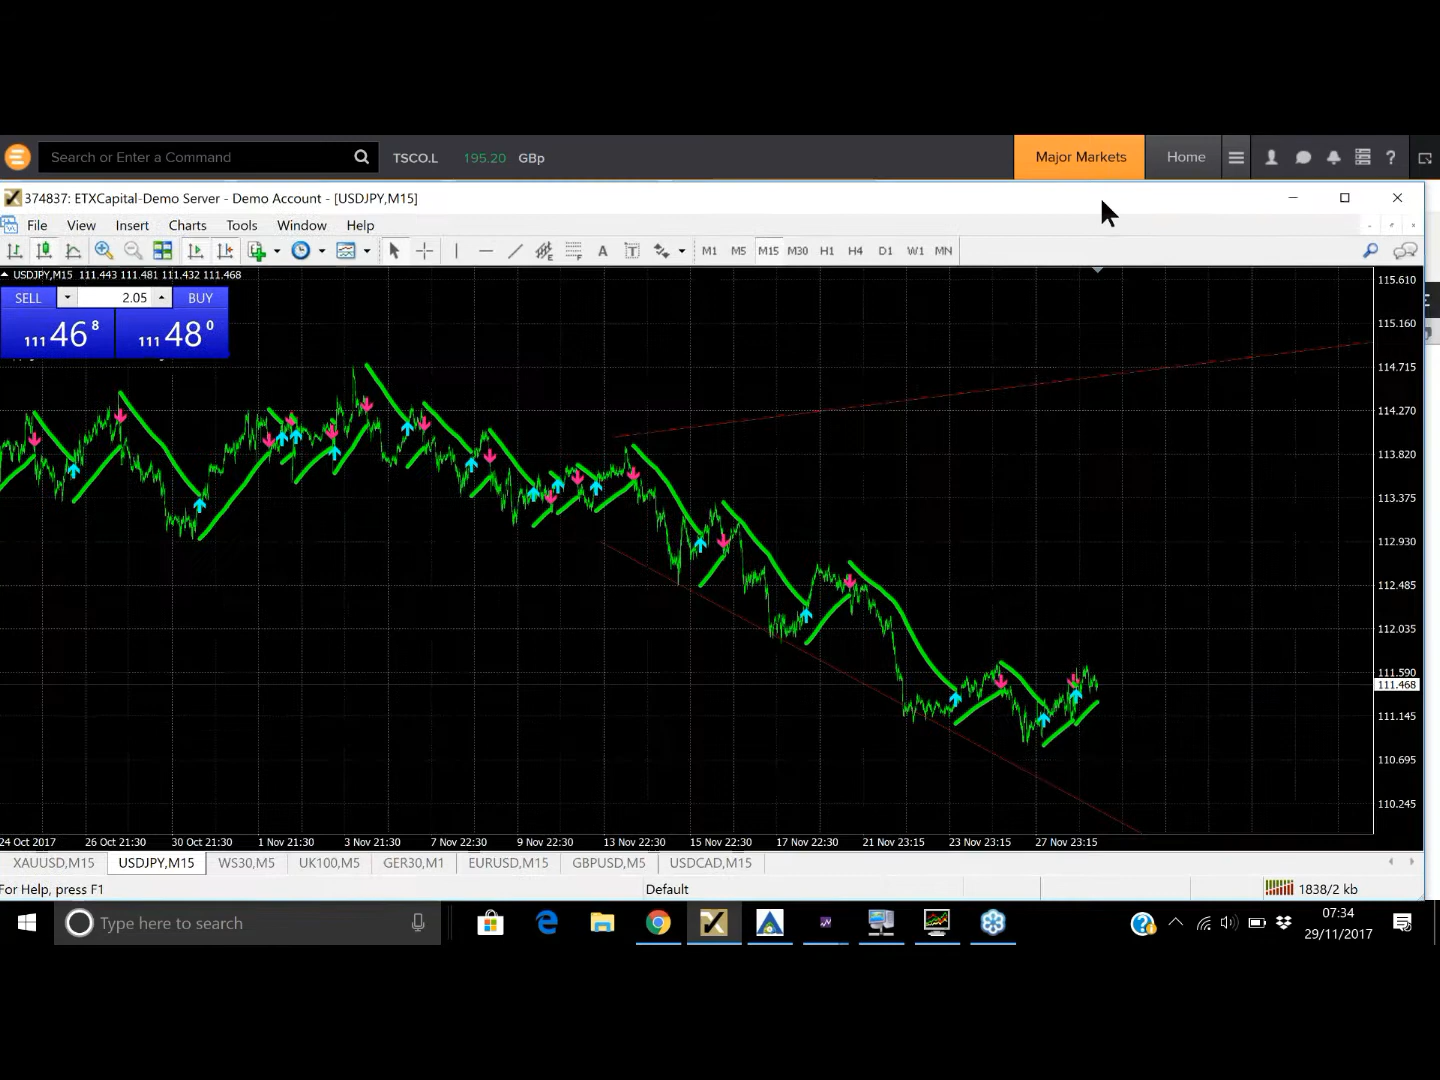 Search or Enter a Command TSCO.L 195.20 GBp Major Markets Home ?
374837: ETXCapital-Demo Server - Demo Account - [USDJPY,M15]
File View Insert Charts Tools Window Help
A T M1 M5 M15 M30 H1 H4 D1 W1 MN
USDJPY,M15 111.443 111.481 111.432 111.468
SELL 2.05 BUY
111 46 8 111 48 0
115.610
115.160
114.715
114.270
113.820
113.375
112.930
112.485
112.035
111.590
111.468
111.145
110.695
110.245
24 Oct 2017 26 Oct 21:30 30 Oct 21:30 1 Nov 21:30 3 Nov 21:30 7 Nov 22:30 9 Nov 22:30 13 Nov 22:30 15 Nov 22:30 17 Nov 22:30 21 Nov 23:15 23 Nov 23:15 27 Nov 23:15
XAUUSD,M15 USDJPY,M15 WS30,M5 UK100,M5 GER30,M1 EURUSD,M15 GBPUSD,M5 USDCAD,M15
For Help, press F1 Default 1838/2 kb
Type here to search 07:34
29/11/2017